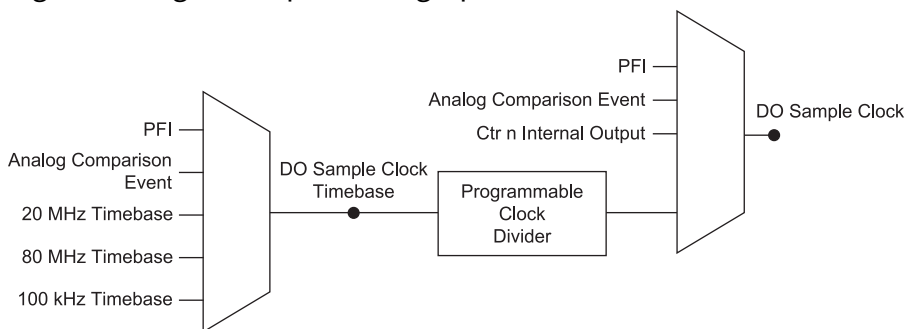 PFI
Analog Comparison Event
Ctr n Internal Output
DO Sample Clock
PFI
Analog Comparison
Event
20 MHz Timebase
80 MHz Timebase
100 kHz Timebase
DO Sample Clock
Timebase
Programmable
Clock
Divider